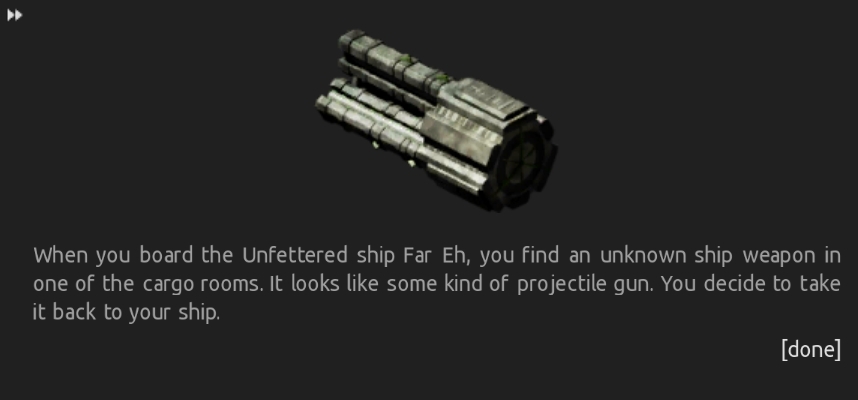 When you board the Unfettered ship Far Eh, you find an unknown ship weapon in
one of the cargo rooms. It looks like some kind of projectile gun. You decide to take
it back to your ship.
[done]